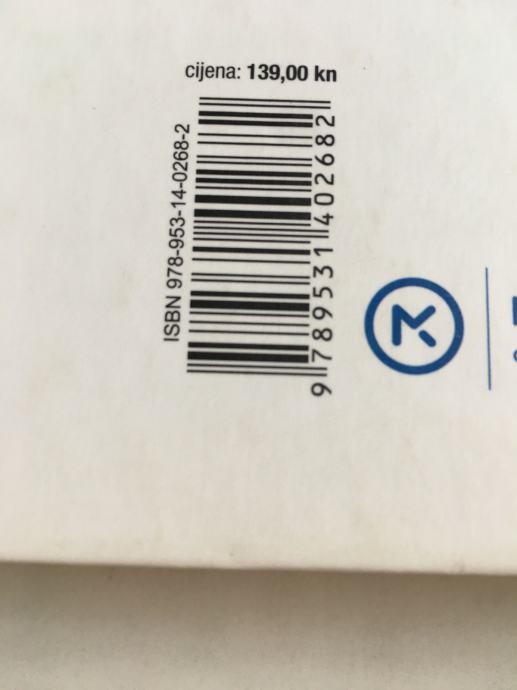 cijena: 139,00 kn
ISBN 978-953-14-0268-2
9 789531 402682